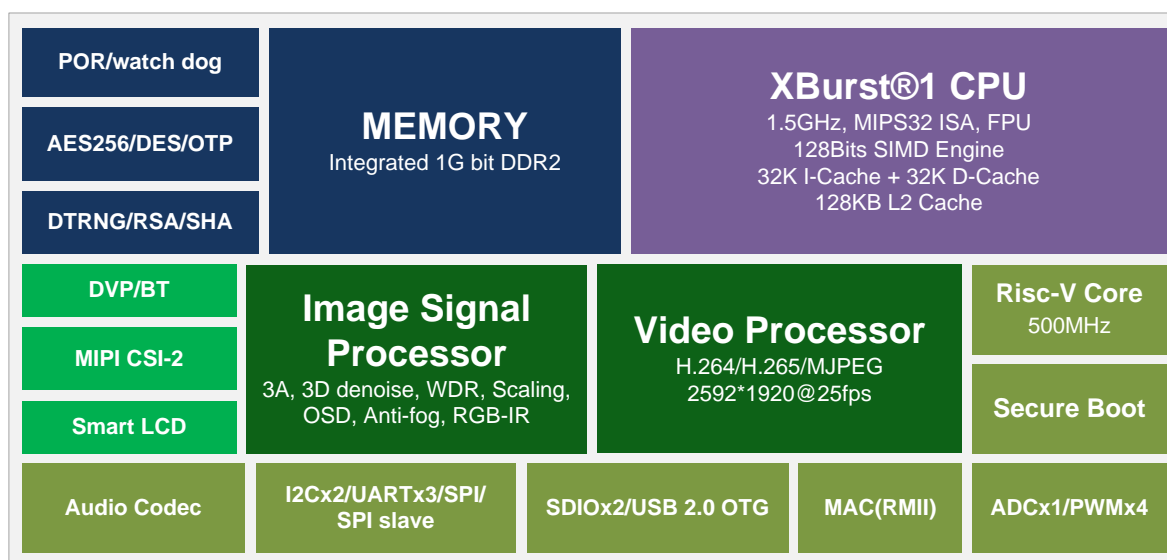 POR/watch dog
AES256/DES/OTP
DTRNG/RSA/SHA
MEMORY
Integrated 1G bit DDR2
XBurst®1 CPU
1.5GHz, MIPS32 ISA, FPU
128Bits SIMD Engine
32K I-Cache + 32K D-Cache
128KB L2 Cache
DVP/BT
MIPI CSI-2
Smart LCD
Image Signal
Processor
3A, 3D denoise, WDR, Scaling,
OSD, Anti-fog, RGB-IR
Video Processor
H.264/H.265/MJPEG
2592*1920@25fps
Risc-V Core
500MHz
Secure Boot
Audio Codec
I2Cx2/UARTx3/SPI/
SPI slave
SDIOx2/USB 2.0 OTG
MAC(RMII)
ADCx1/PWMx4